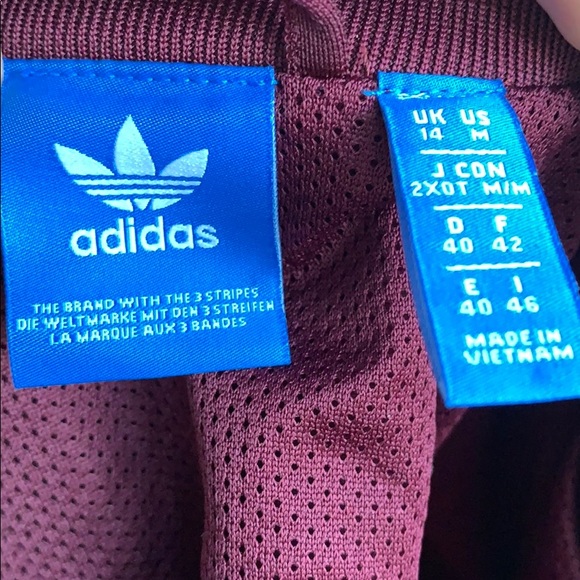 adidas
THE BRAND WITH THE 3 STRIPES
DIE WELTMARKE MIT DEN 3 STREIFEN
LA MARQUE AUX 3 BANDES
UK US
14 M
J CDN
2XOT M/M
D F
40 42
E I
40 46
MADE IN
VIETNAM